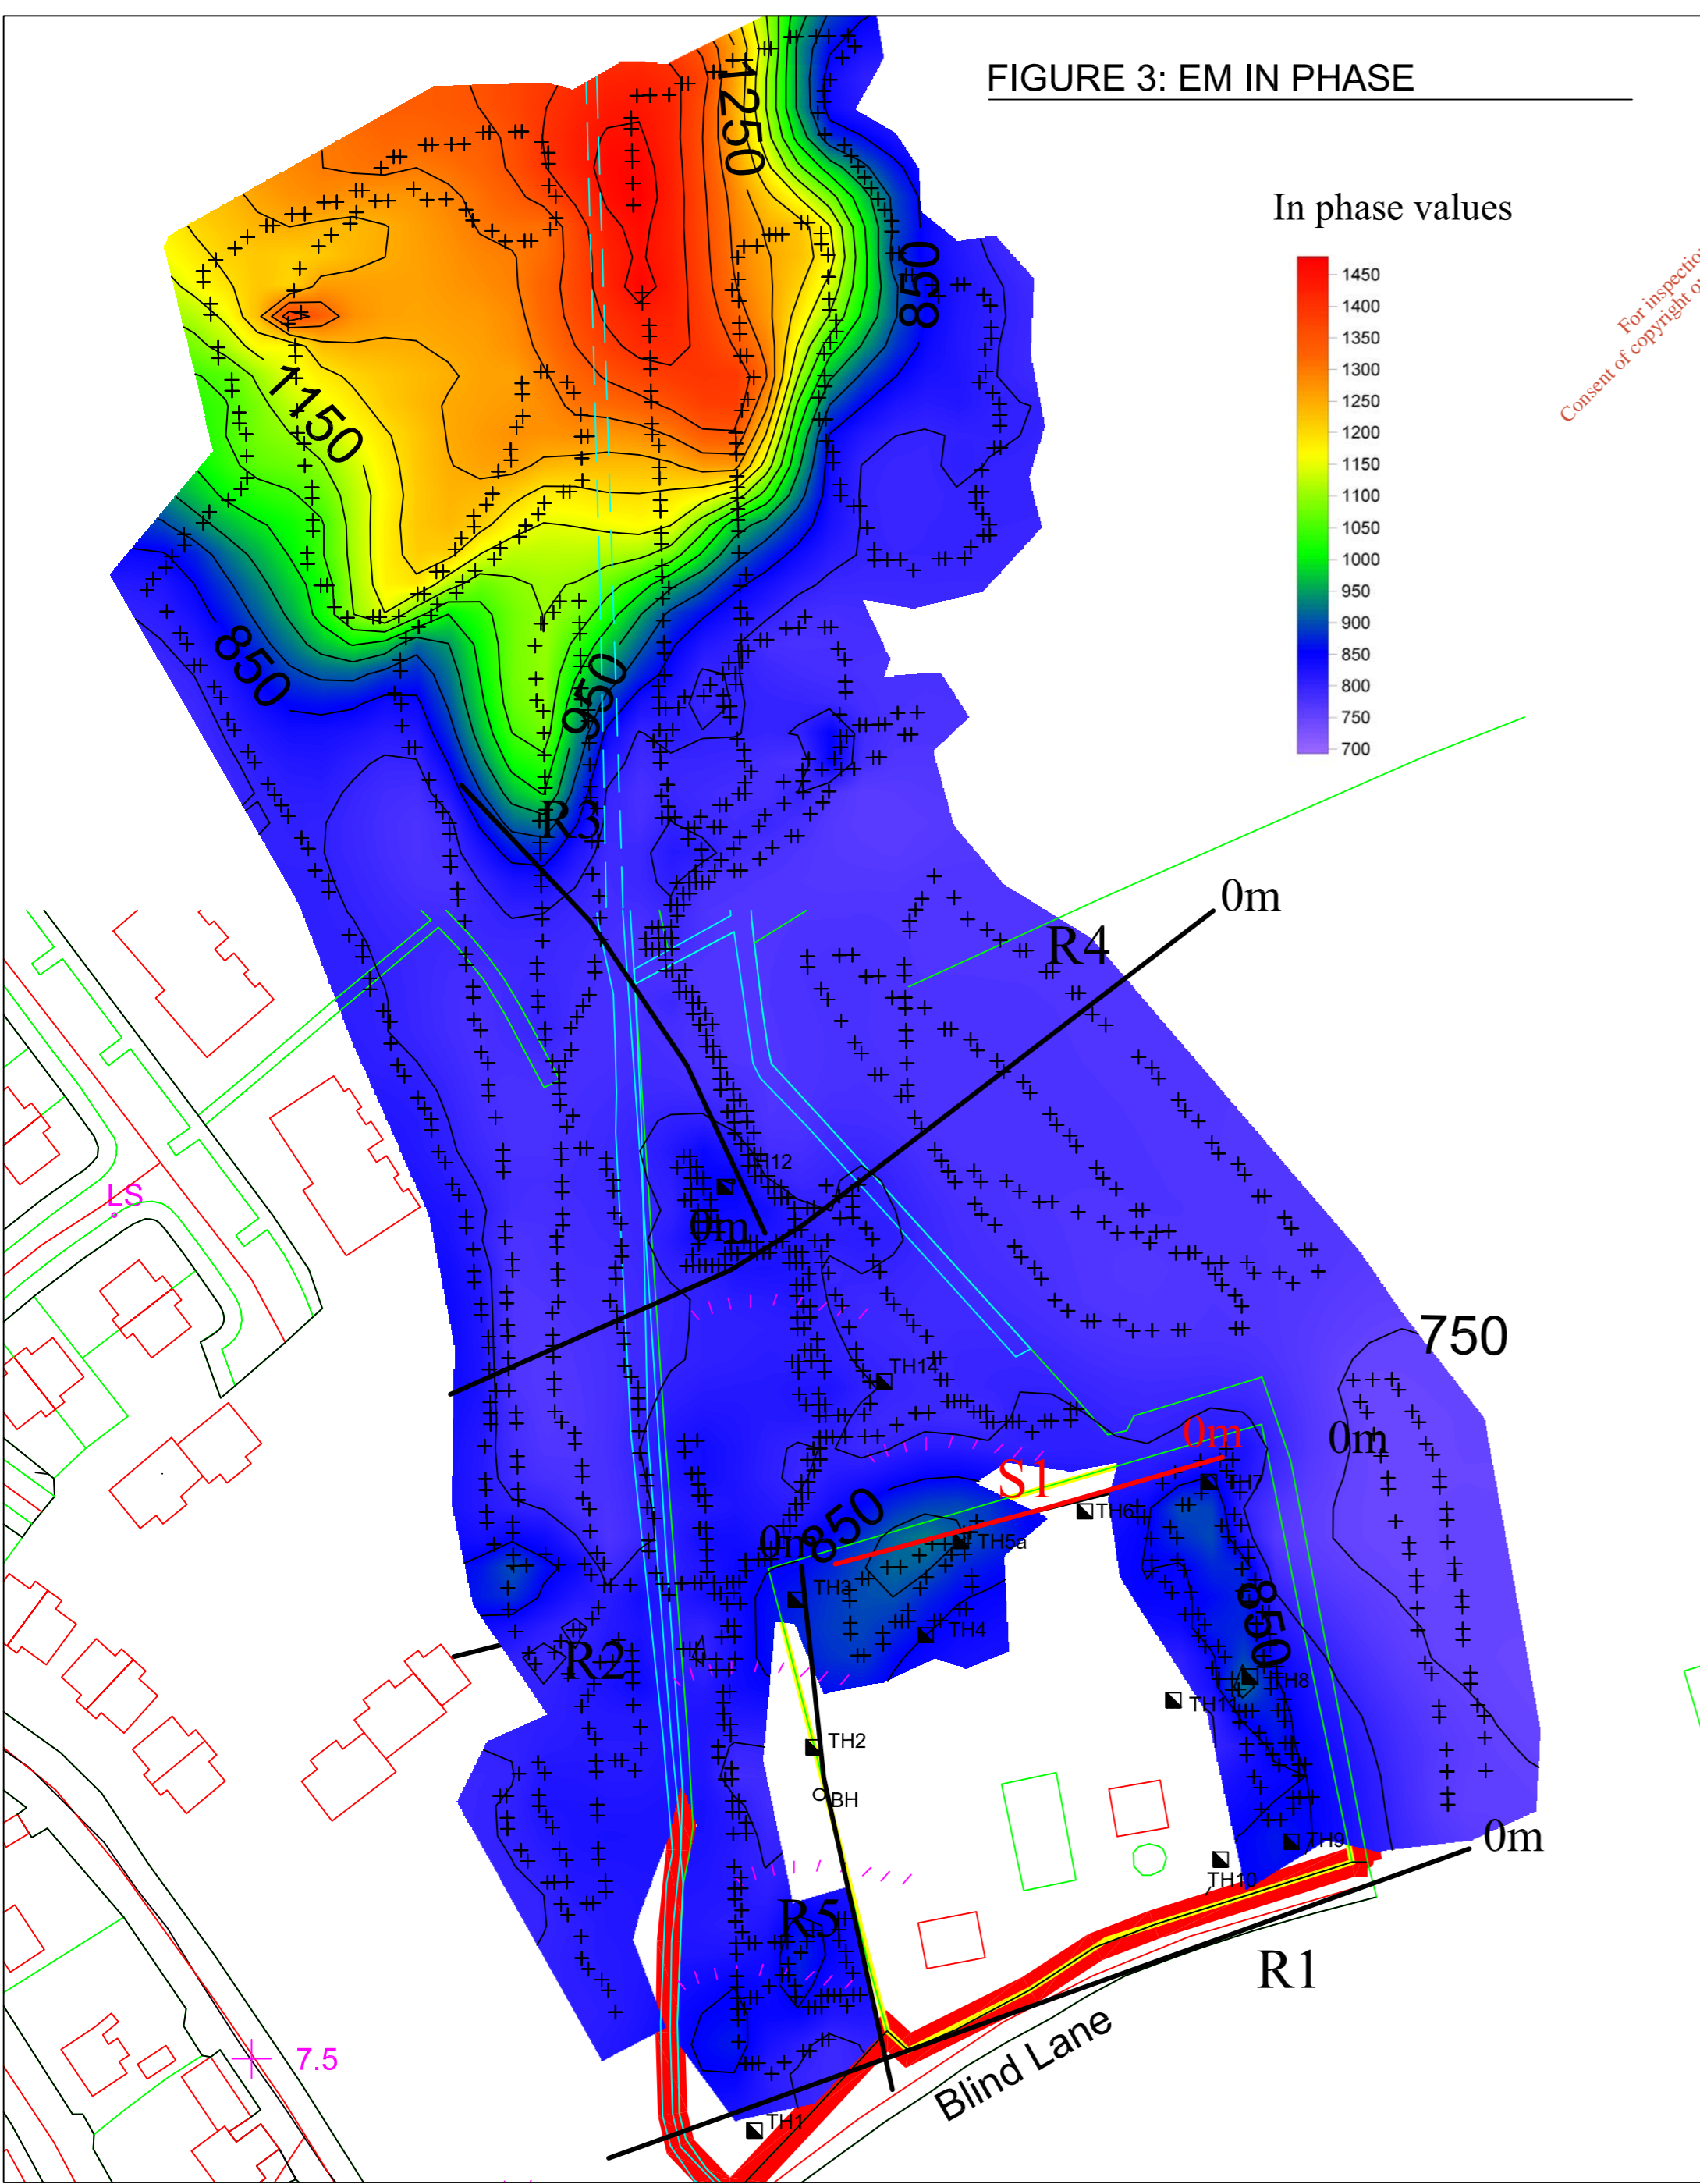 FIGURE 3: EM IN PHASE
In phase values
1450
1400
1350
1300
1250
1200
1150
1100
1050
1000
950
900
850
800
750
700
For inspection
Consent of copyright
1250
850
1150
850
950
R3
0m
R4
LS
12
0m
750
TH14
0m
0m
S1
TH7
TH6
850
0m
TH5a
TH3
850
TH4
R2
TH8
TH11
TH2
BH
0m
TH9
TH10
R5
R1
Blind Lane
7.5
TH1